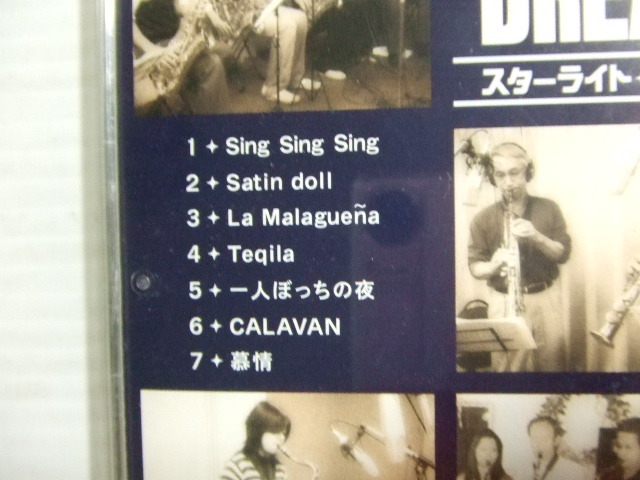 スターライト
1 ✦ Sing Sing Sing
2 ✦ Satin doll
3 ✦ La Malagueña
4 ✦ Teqila
5 ✦ 一人ぼっちの夜
6 ✦ CALAVAN
7 ✦ 慕情